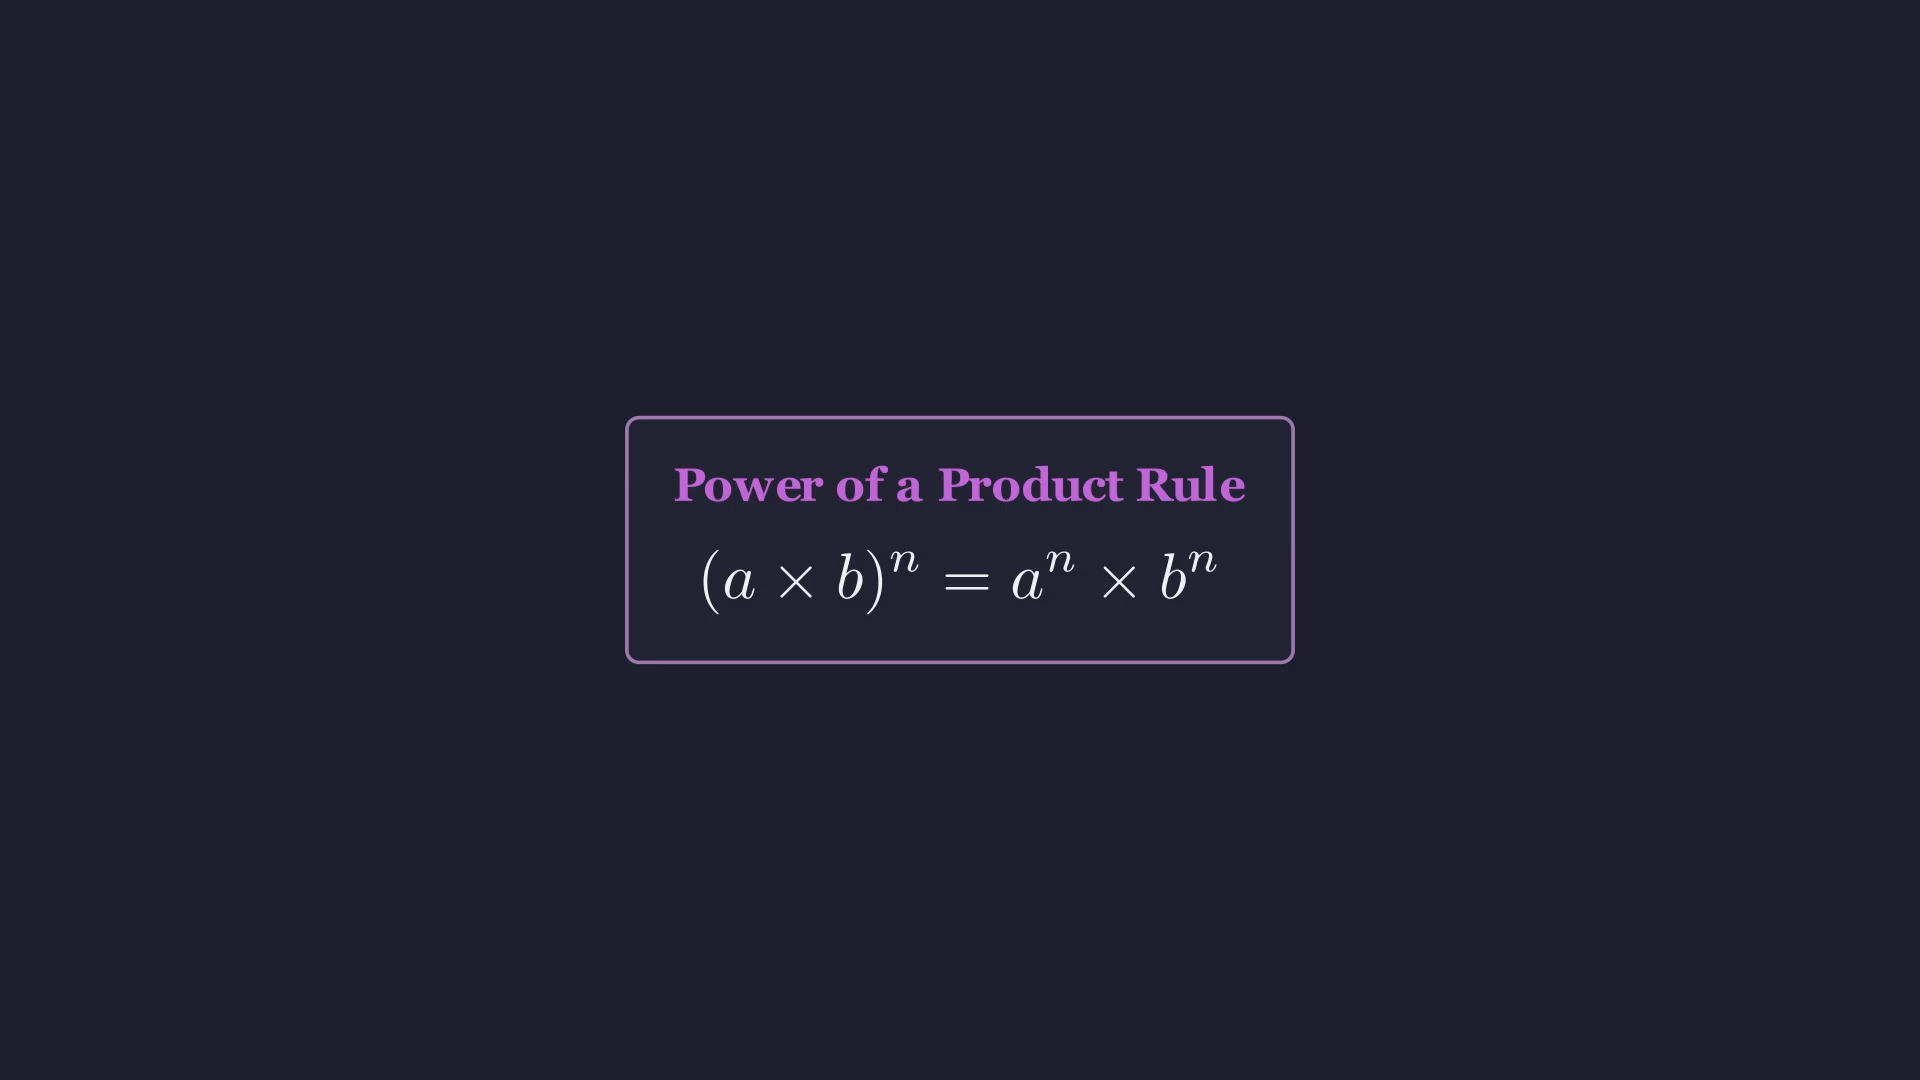 Power of a Product Rule
(a × b)ⁿ = aⁿ × bⁿ